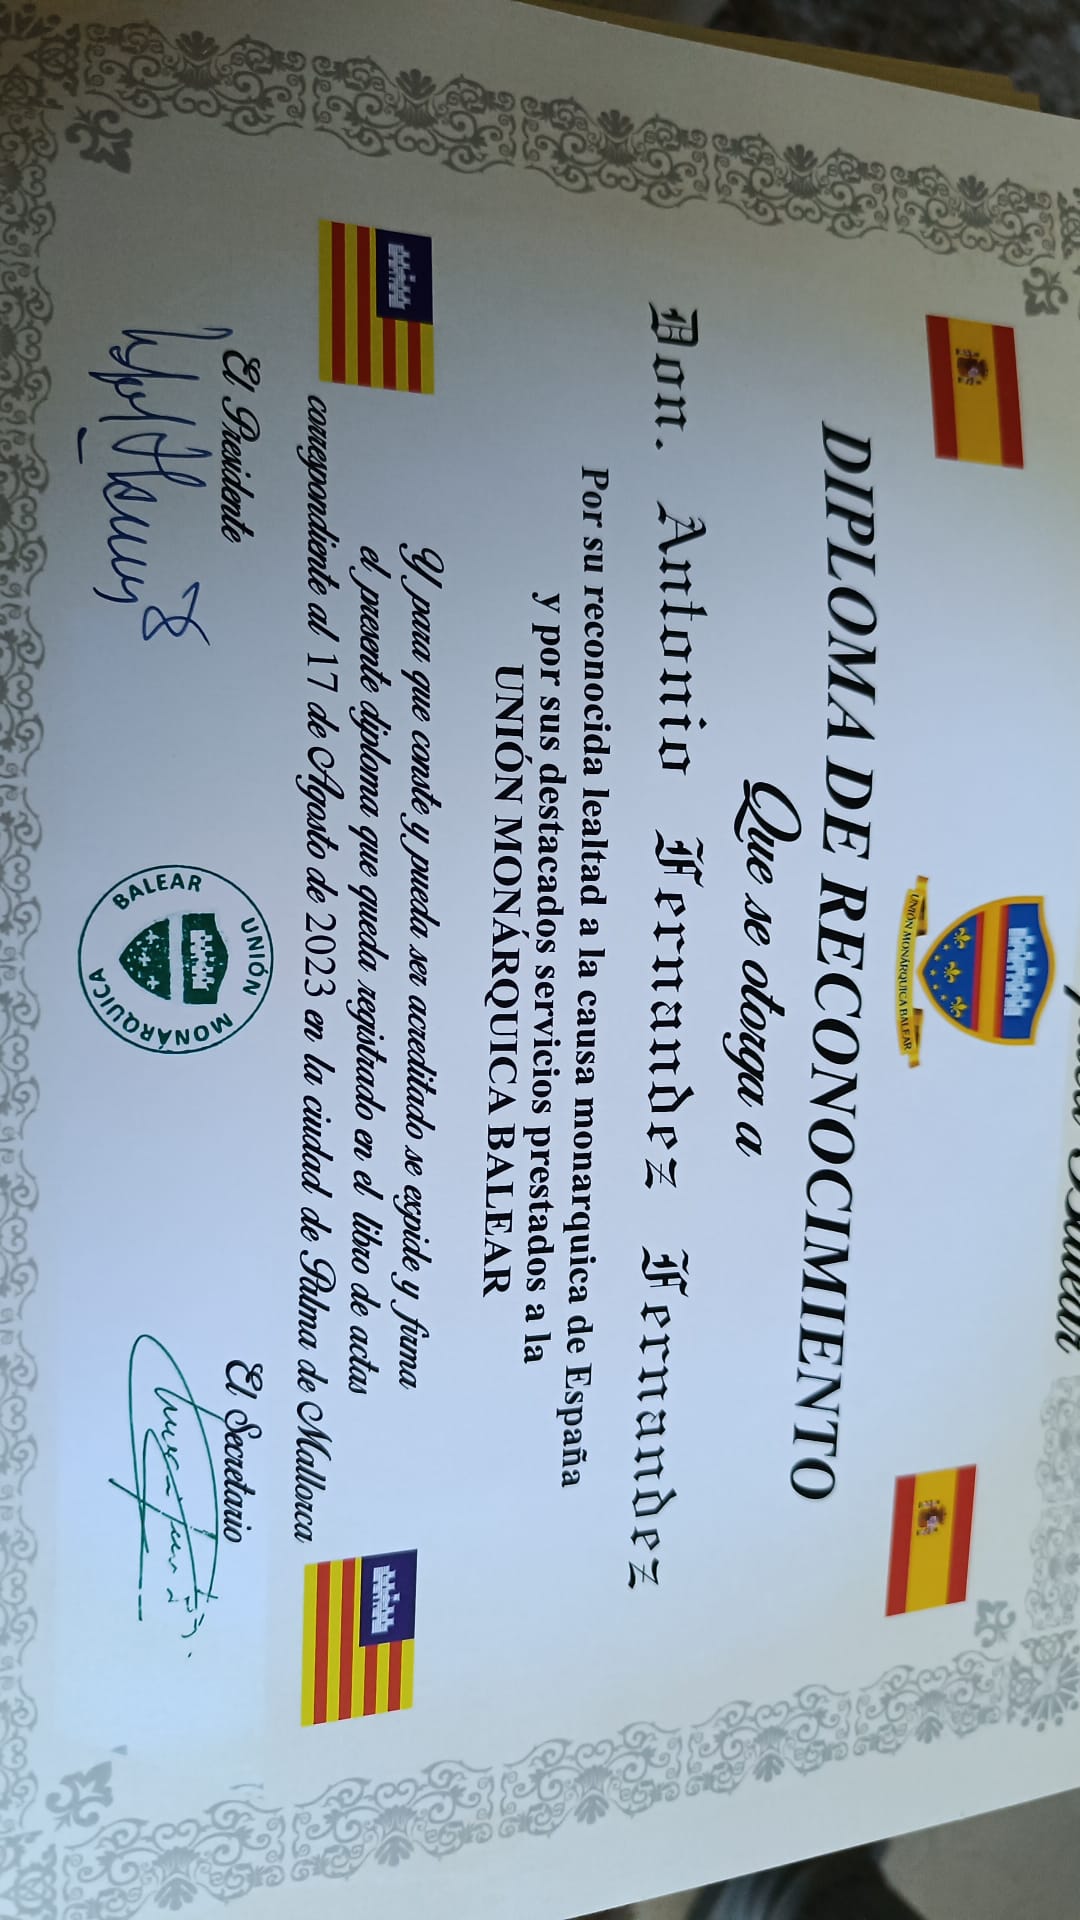 Balear
UNIÓN MONÁRQUICA BALEAR
DIPLOMA DE RECONOCIMIENTO
Que se otorga a
Don. Antonio Fernandez Fernandez
Por su reconocida lealtad a la causa monarquica de España
y por sus destacados servicios prestados a la
UNIÓN MONÁRQUICA BALEAR
Y para que conste y pueda ser acreditado se expide y firma
el presente diploma que queda registrado en el libro de actas
correspondiente al 17 de Agosto de 2023 en la ciudad de Palma de Mallorca
El Presidente
El Secretario
UNIÓN MONÁRQUICA BALEAR